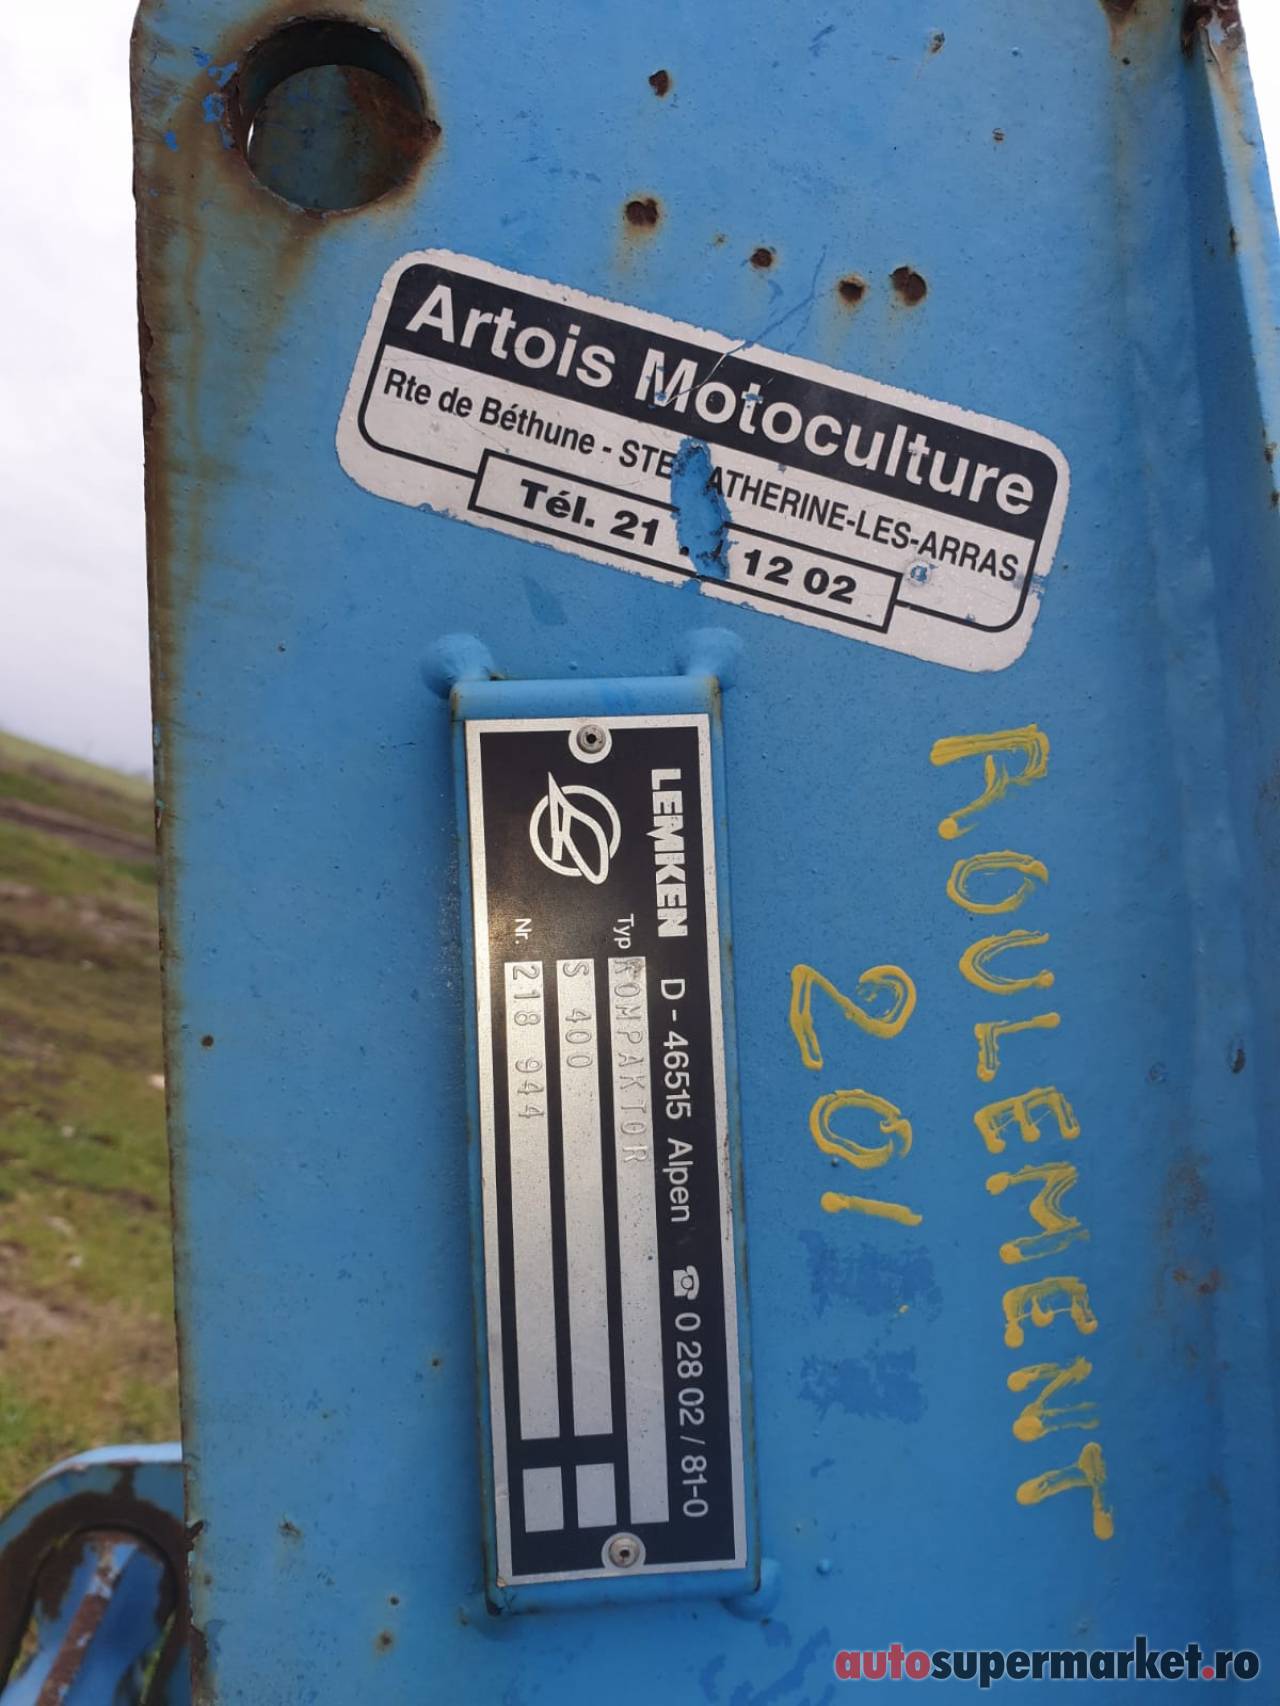 Artois Motoculture
Rte de Béthune - STE ATHERINE-LES-ARRAS
Tél. 21 12 02
LEMKEN D - 46515 Alpen ☎ 0 28 02 / 81-0
Typ KOMPAKTOR
S 400
Nr. 218 944
ROULEMENT
201
autosupermarket.ro